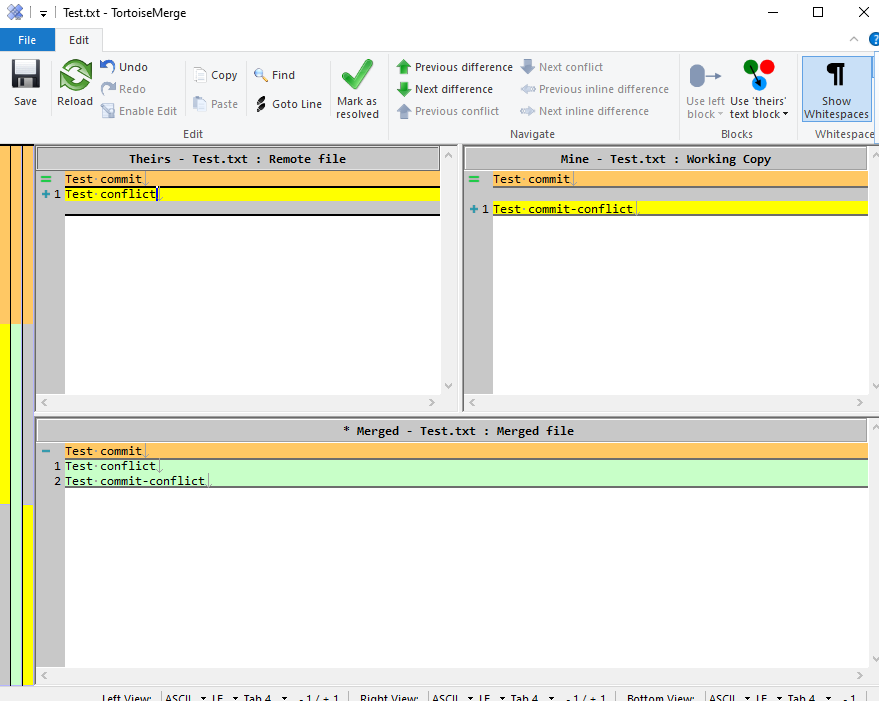 Test.txt - TortoiseMerge
File Edit
Save
Reload
Undo
Redo
Enable Edit
Copy
Paste
Find
Goto Line
Mark as
resolved
Previous difference
Next difference
Previous conflict
Next conflict
Previous inline difference
Next inline difference
Use left
block
Use 'theirs'
text block
Show
Whitespaces
Edit Navigate Blocks Whitespace
Theirs - Test.txt : Remote file
Test commit
1 Test conflict
Mine - Test.txt : Working Copy
Test commit
1 Test commit-conflict
* Merged - Test.txt : Merged file
Test commit
1 Test conflict
2 Test commit-conflict
Left View: ASCII LF Tab 4 - 1 / + 1 Right View: ASCII LF Tab 4 - 1 / + 1 Bottom View: ASCII LF Tab 4 - 1